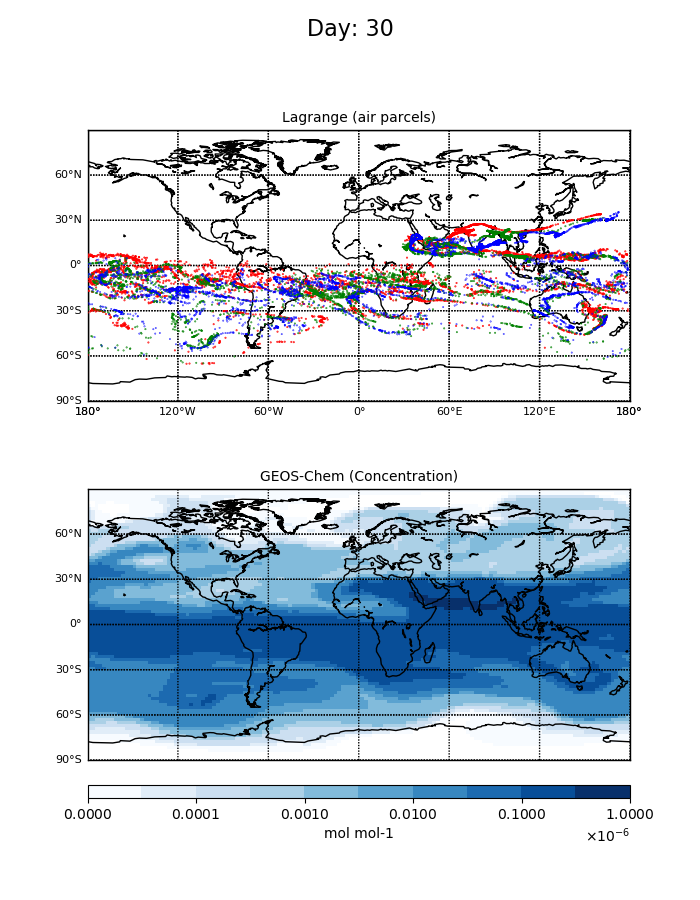 Day: 30
Lagrange (air parcels)
60°N
30°N
0°
30°S
60°S
90°S
180° 120°W 60°W 0° 60°E 120°E 180°
GEOS-Chem (Concentration)
60°N
30°N
0°
30°S
60°S
90°S
0.0000 0.0001 0.0010 0.0100 0.1000 1.0000
mol mol-1
×10⁻⁶